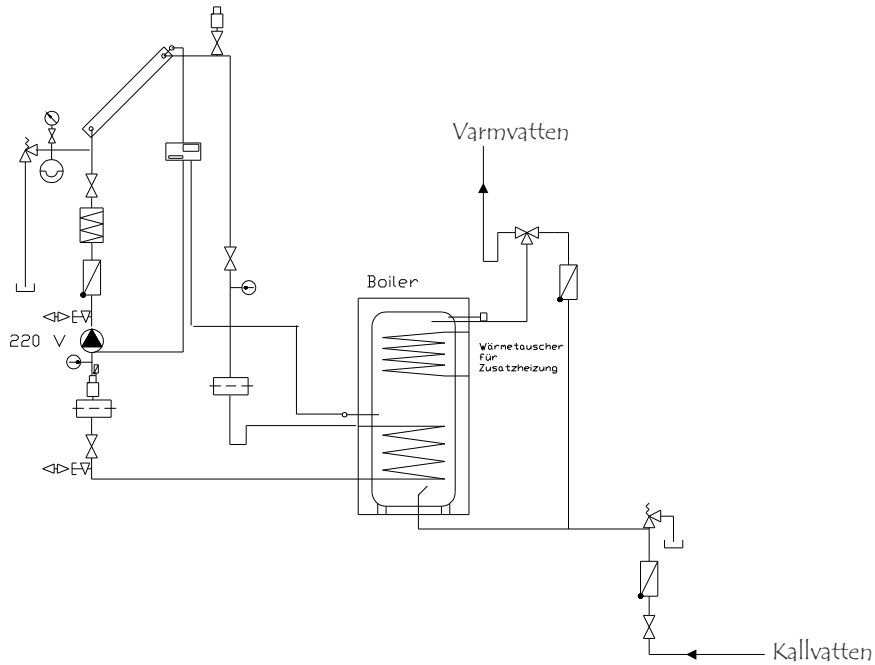 Varmvatten
Boiler
220 V
Wärmetauscher
für
Zusatzheizung
Kallvatten